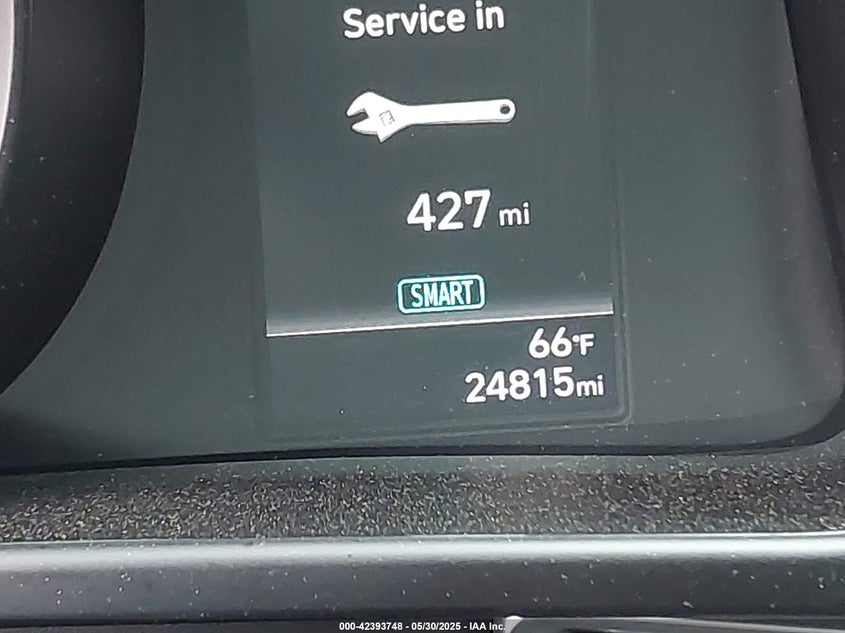 Service in
427 mi
SMART
66°F
24815mi
000-42393748 - 05/30/2025 - IAA Inc.